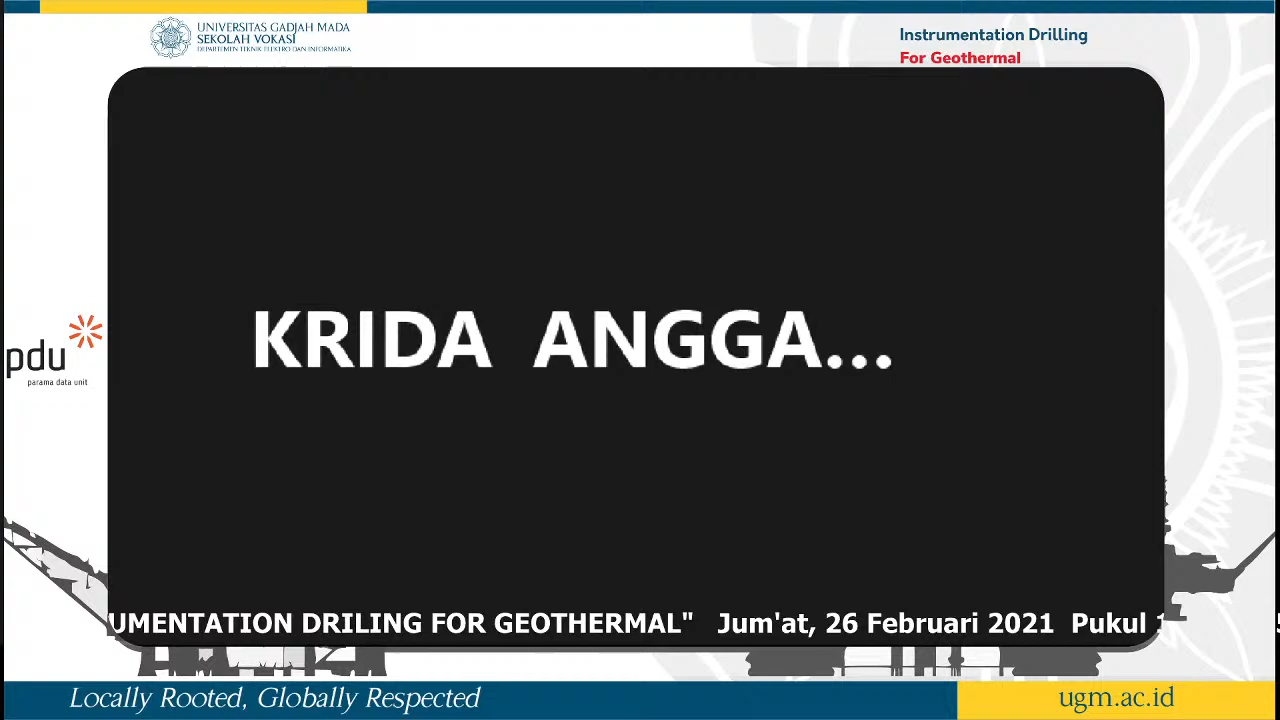 UNIVERSITAS GADJAH MADA
SEKOLAH VOKASI
DEPARTEMEN TEKNIK ELEKTRO DAN INFORMATIKA
Instrumentation Drilling
For Geothermal
KRIDA ANGGA...
pdu
parama data unit
UMENTATION DRILING FOR GEOTHERMAL" Jum'at, 26 Februari 2021 Pukul
Locally Rooted, Globally Respected
ugm.ac.id